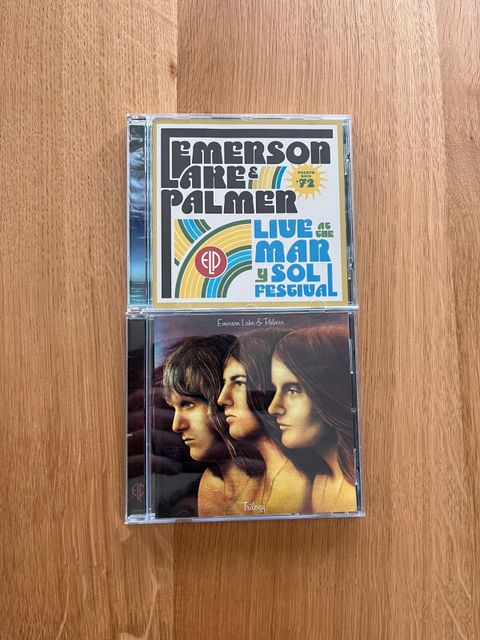 EMERSON
LAKE &
PALMER
PUERTO
RICO
'72
LIVE AT THE
MAR
y SOL
FESTIVAL
ELP
Emerson Lake & Palmer
Trilogy
ELP